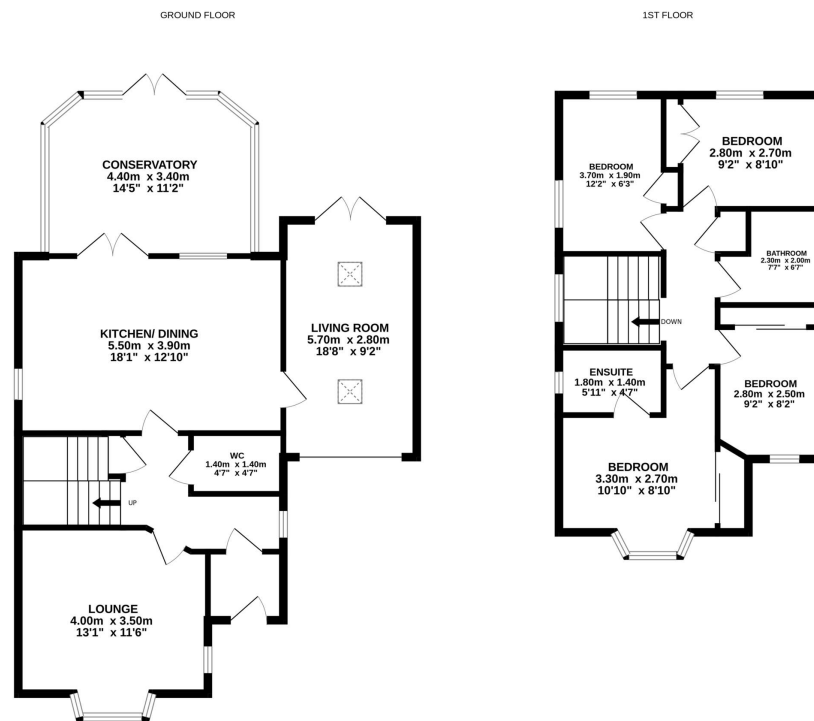 GROUND FLOOR
CONSERVATORY
4.40m x 3.40m
14'5" x 11'2"
KITCHEN/ DINING
5.50m x 3.90m
18'1" x 12'10"
LIVING ROOM
5.70m x 2.80m
18'8" x 9'2"
WC
1.40m x 1.40m
4'7" x 4'7"
UP
LOUNGE
4.00m x 3.50m
13'1" x 11'6"
1ST FLOOR
BEDROOM
3.70m x 1.90m
12'2" x 6'3"
BEDROOM
2.80m x 2.70m
9'2" x 8'10"
BATHROOM
2.30m x 2.00m
7'7" x 6'7"
DOWN
ENSUITE
1.80m x 1.40m
5'11" x 4'7"
BEDROOM
2.80m x 2.50m
9'2" x 8'2"
BEDROOM
3.30m x 2.70m
10'10" x 8'10"